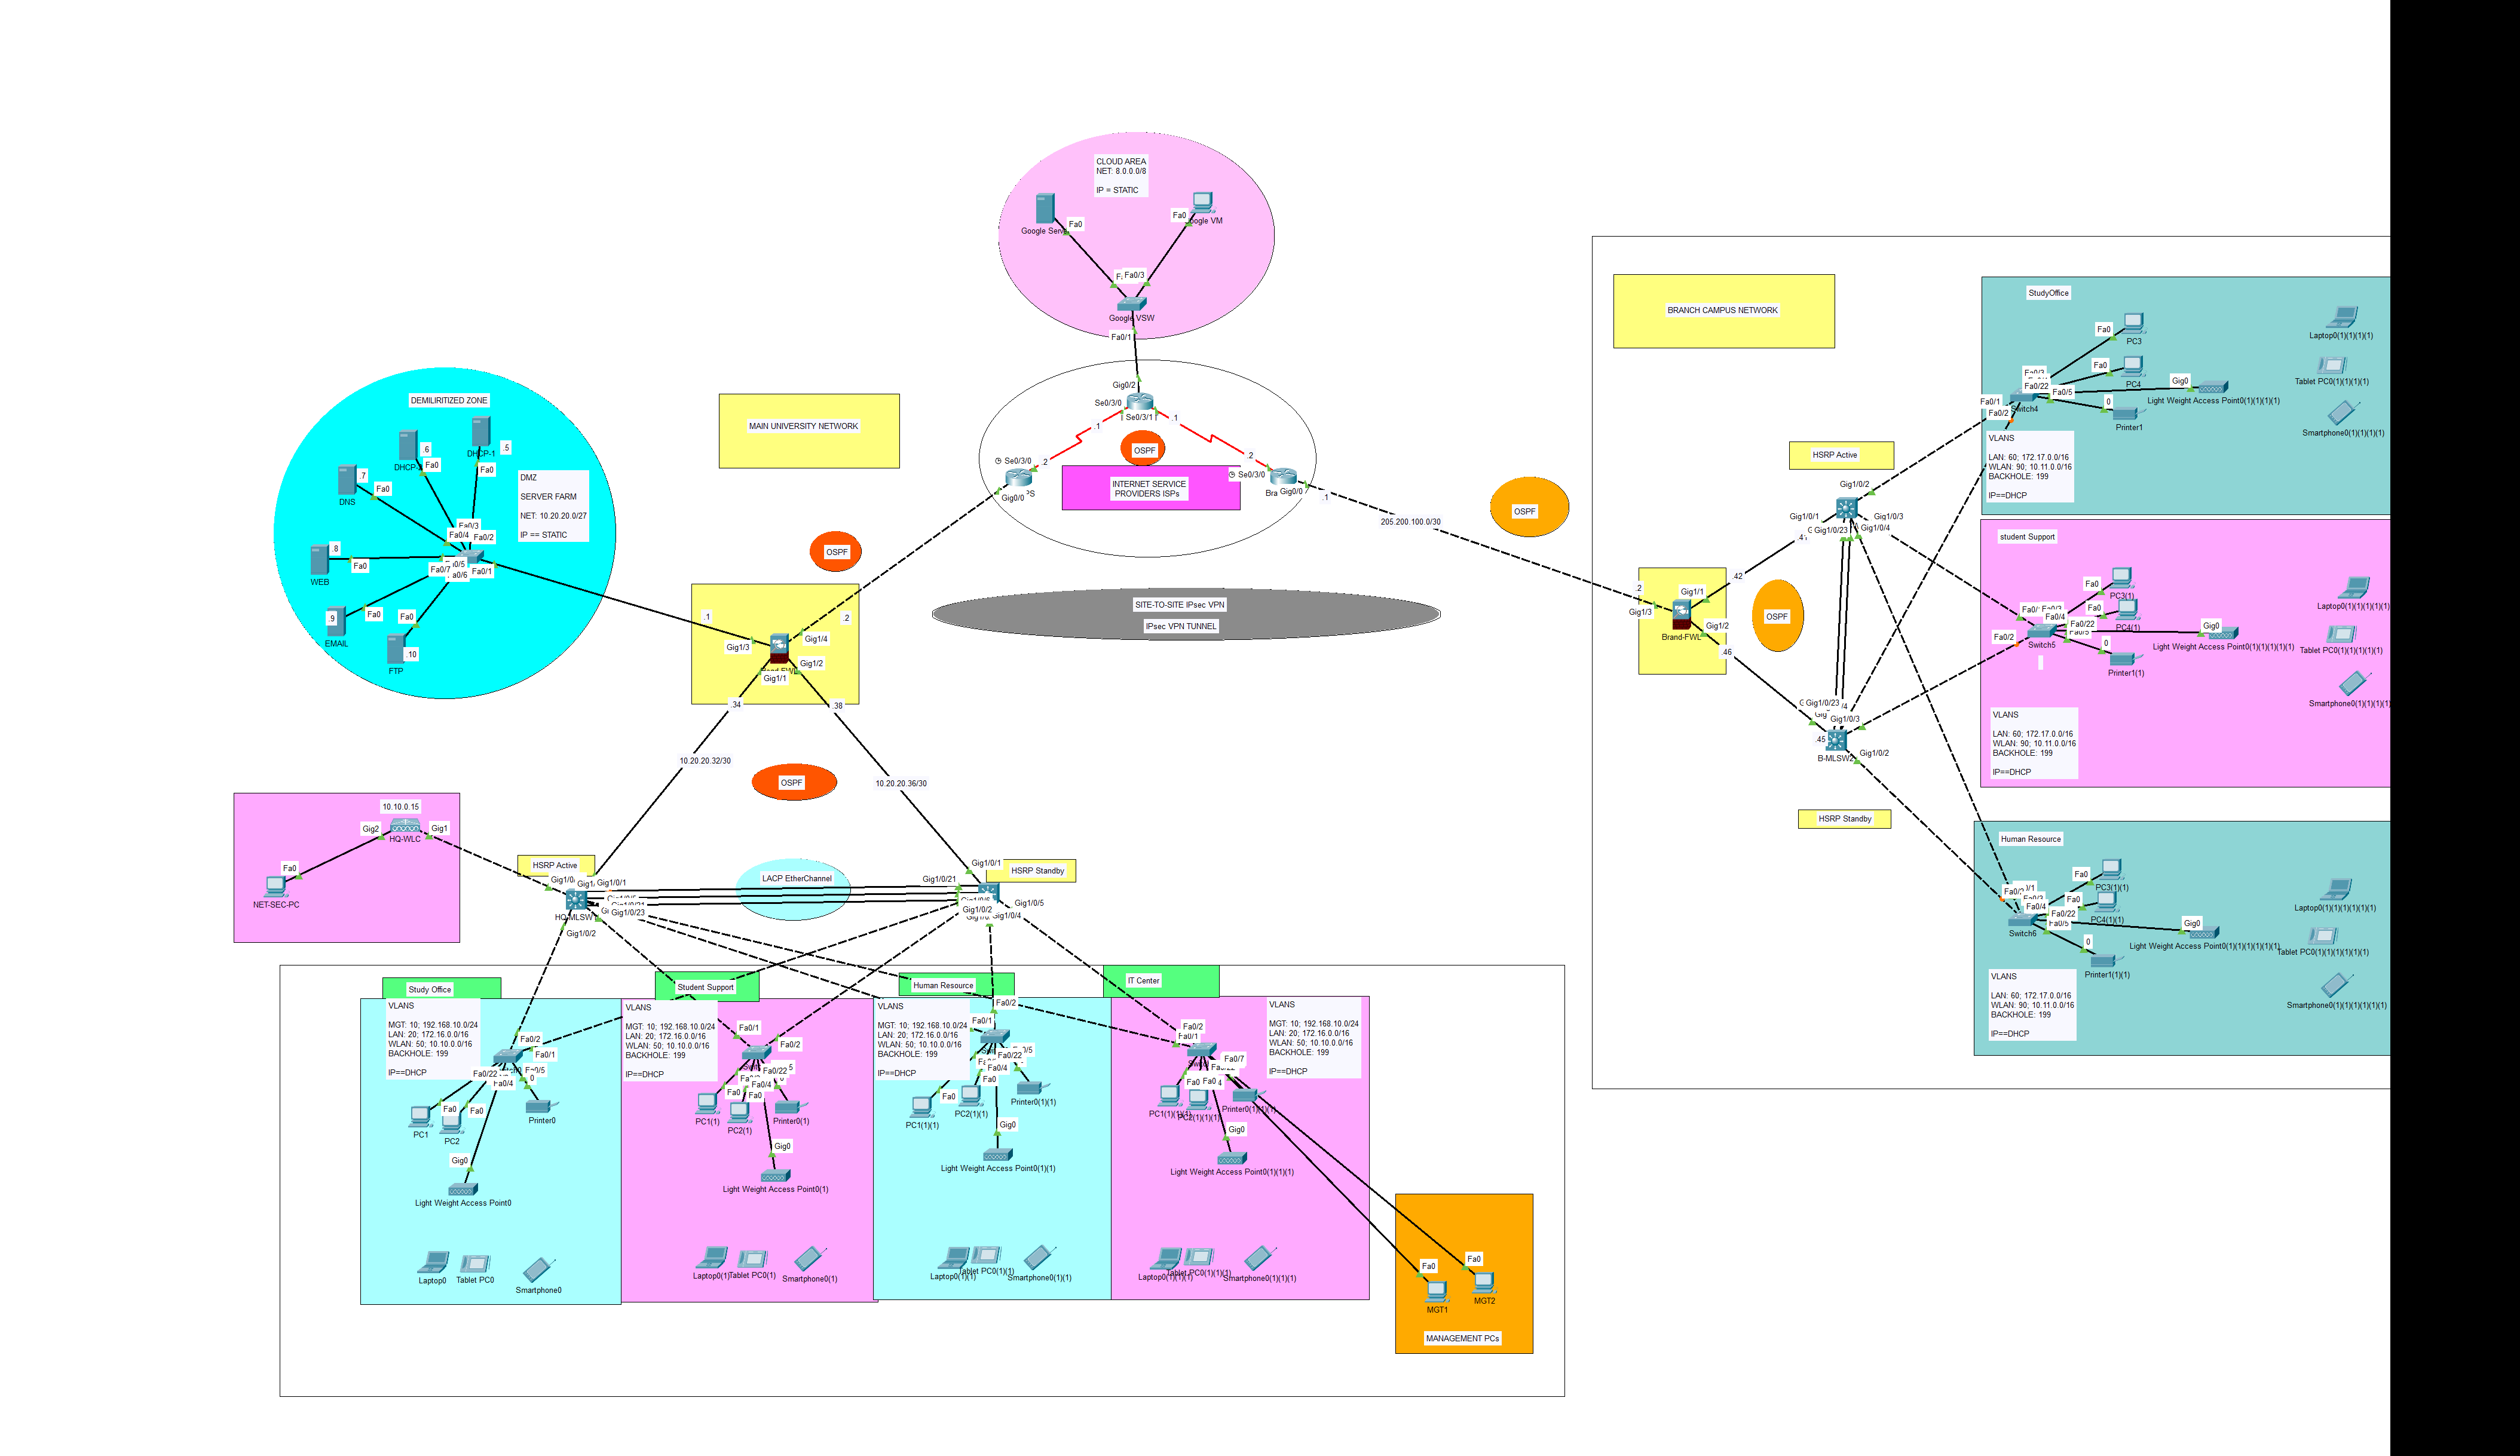 CLOUD AREA
NET: 8.0.0.0/8
IP = STATIC
Fa0
Fa0
Google VM
Fa0/3
Google VSW
Fa0/1
Gig0/2
Se0/3/0
Se0/3/1
.1
.1
OSPF
.2
.2
Se0/3/0
Se0/3/0
Gig0/0
Gig0/0
INTERNET SERVICE
PROVIDERS ISPs
.1
205.200.100.0/30
OSPF
SITE-TO-SITE IPsec VPN
IPsec VPN TUNNEL
MAIN UNIVERSITY NETWORK
OSPF
DEMILIRITIZED ZONE
.6
.5
DHCP-1
Fa0
Fa0
.7
Fa0
DNS
DMZ
SERVER FARM
NET: 10.20.20.0/27
IP == STATIC
Fa0/3
Fa0/4
Fa0/2
.8
Fa0
WEB
Fa0/1
Fa0/6
.9
Fa0
Fa0
EMAIL
.10
FTP
.1
.2
Gig1/3
Gig1/4
Gig1/2
Gig1/1
.34
.38
10.20.20.32/30
10.20.20.36/30
OSPF
10.10.0.15
Gig2
Gig1
HQ-WLC
Fa0
NET-SEC-PC
HSRP Active
Gig1/0/1
Gig1/0/23
Gig1/0/2
LACP EtherChannel
Gig1/0/21
Gig1/0/1
HSRP Standby
Gig1/0/2
Gig1/0/4
Gig1/0/5
Study Office
VLANS
MGT: 10; 192.168.10.0/24
LAN: 20; 172.16.0.0/16
WLAN: 50; 10.10.0.0/16
BACKHOLE: 199
IP==DHCP
Fa0/2
Fa0/1
Fa0/22
Fa0/5
Fa0/4
Fa0
Fa0
PC1
PC2
Printer0
Gig0
Light Weight Access Point0
Laptop0
Tablet PC0
Smartphone0
Student Support
VLANS
MGT: 10; 192.168.10.0/24
LAN: 20; 172.16.0.0/16
WLAN: 50; 10.10.0.0/16
BACKHOLE: 199
IP==DHCP
Fa0/1
Fa0/2
Fa0/22
Fa0/4
Fa0
Fa0
PC1(1)
PC2(1)
Printer0(1)
Gig0
Light Weight Access Point0(1)
Laptop0(1)
Tablet PC0(1)
Smartphone0(1)
Human Resource
VLANS
MGT: 10; 192.168.10.0/24
LAN: 20; 172.16.0.0/16
WLAN: 50; 10.10.0.0/16
BACKHOLE: 199
IP==DHCP
Fa0/2
Fa0/1
Fa0/22
Fa0/4
Fa0
Fa0
PC1(1)(1)
PC2(1)(1)
Printer0(1)(1)
Gig0
Light Weight Access Point0(1)(1)
Laptop0(1)(1)
Tablet PC0(1)(1)
Smartphone0(1)(1)
IT Center
VLANS
MGT: 10; 192.168.10.0/24
LAN: 20; 172.16.0.0/16
WLAN: 50; 10.10.0.0/16
BACKHOLE: 199
IP==DHCP
Fa0/2
Fa0/1
Fa0/7
Fa0
Fa0
PC1(1)(1)(1)
PC2(1)(1)(1)
Printer0(1)(1)(1)
Gig0
Light Weight Access Point0(1)(1)(1)
Laptop0(1)(1)(1)
Tablet PC0(1)(1)(1)
Smartphone0(1)(1)(1)
Fa0
Fa0
MGT1
MGT2
MANAGEMENT PCs
BRANCH CAMPUS NETWORK
HSRP Active
Gig1/0/2
Gig1/0/1
Gig1/0/3
Gig1/0/23
Gig1/0/4
.42
.2
Gig1/3
Gig1/1
Brand-FWL
Gig1/2
.46
OSPF
Gig1/0/23
Gig1/0/3
.45
B-MLSW2
Gig1/0/2
HSRP Standby
StudyOffice
Fa0
PC3
Fa0/22
Fa0
PC4
Fa0/5
Gig0
Fa0/1
Fa0/2
Switch4
0
Printer1
Light Weight Access Point0(1)(1)(1)(1)
Laptop0(1)(1)(1)(1)
Tablet PC0(1)(1)(1)(1)
Smartphone0(1)(1)(1)(1)
VLANS
LAN: 60; 172.17.0.0/16
WLAN: 90; 10.11.0.0/16
BACKHOLE: 199
IP==DHCP
student Support
Fa0
PC3(1)
Fa0
PC4(1)
Fa0/4
Fa0/22
Fa0/5
Fa0/2
Switch5
Gig0
0
Printer1(1)
Light Weight Access Point0(1)(1)(1)(1)(1)
Laptop0(1)(1)(1)(1)
Tablet PC0(1)(1)(1)(1)(1)
Smartphone0(1)(1)(1)(1)
VLANS
LAN: 60; 172.17.0.0/16
WLAN: 90; 10.11.0.0/16
BACKHOLE: 199
IP==DHCP
Human Resource
Fa0
PC3(1)(1)
Fa0
PC4(1)(1)
Fa0/4
Fa0/22
Fa0/5
Switch6
Gig0
0
Printer1(1)(1)
Light Weight Access Point0(1)(1)(1)(1)(1)(1)
Laptop0(1)(1)(1)(1)(1)(1)
Tablet PC0(1)(1)(1)(1)(1)(1)
Smartphone0(1)(1)(1)(1)(1)(1)
VLANS
LAN: 60; 172.17.0.0/16
WLAN: 90; 10.11.0.0/16
BACKHOLE: 199
IP==DHCP